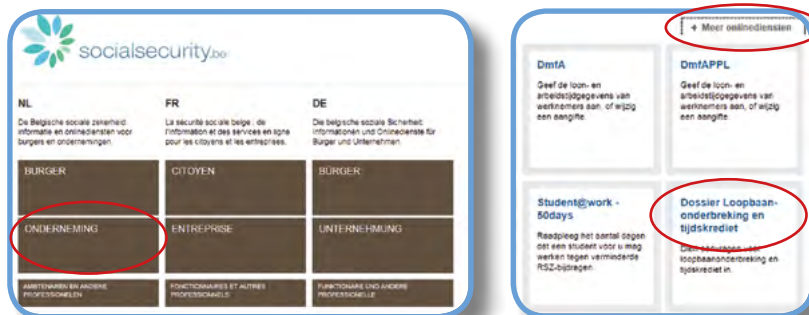 socialsecurity.be
NL
De Belgische sociale zekerheid:
informatie en onlinediensten voor
burgers en ondernemingen.
BURGER
ONDERNEMING
AMBTENAREN EN ANDERE
PROFESSIONELEN
FR
La sécurité sociale belge : de
l'information et des services en ligne
pour les citoyens et les entreprises.
CITOYEN
ENTREPRISE
FONCTIONNAIRES ET AUTRES
PROFESSIONNELS
DE
Die belgische soziale Sicherheit:
Informationen und Onlinedienste für
Bürger und Unternehmen.
BÜRGER
UNTERNEHMUNG
FUNKTIONÄRE UND ANDERE
PROFESSIONELLE
+ Meer onlinediensten
DmfA
Geef de loon- en
arbeidstijdgegevens van
werknemers aan, of wijzig
een aangifte.
DmfAPPL
Geef de loon- en
arbeidstijdgegevens van
werknemers aan, of wijzig
een aangifte.
Student@work -
50days
Raadpleeg het aantal dagen
dat een student voor u mag
werken tegen verminderde
RSZ-bijdragen.
Dossier Loopbaan-
onderbreking en
tijdskrediet
Dien aanvragen voor
loopbaanonderbreking en
tijdskrediet in.